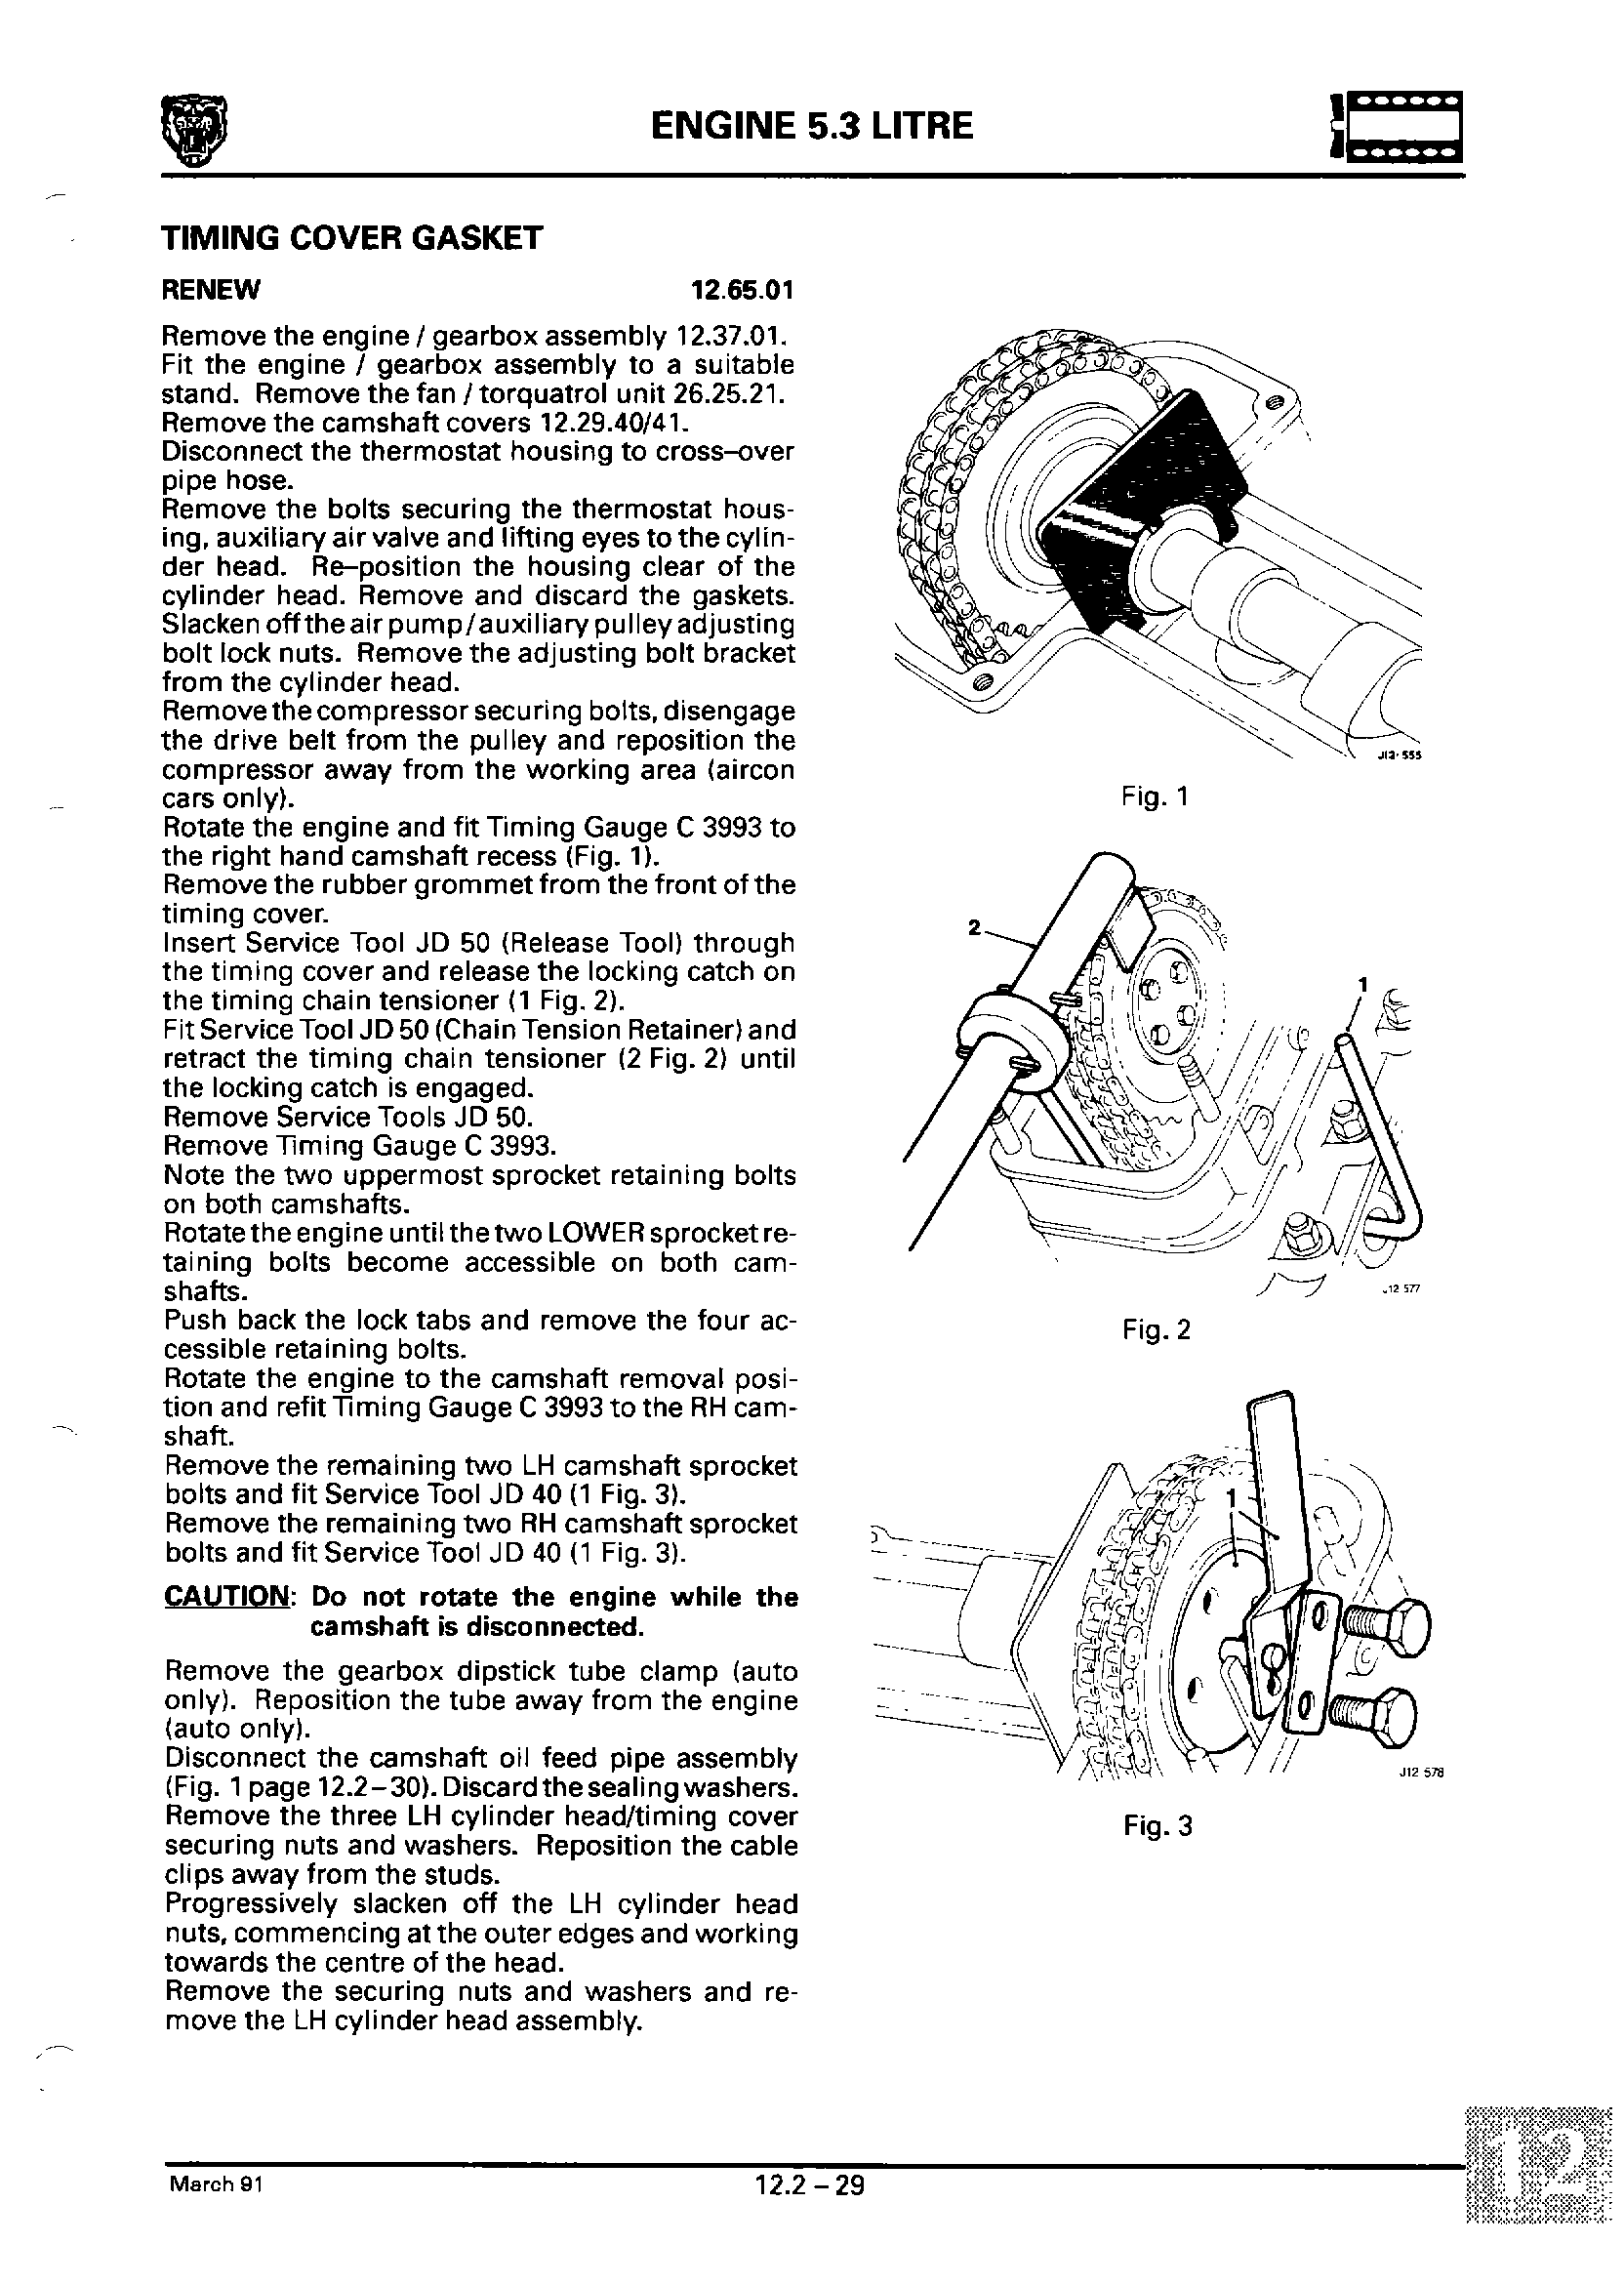 ENGINE 5.3 LITRE
TIMING COVER GASKET
RENEW 12.65.01
Remove the engine / gearbox assembly 12.37.01.
Fit the engine / gearbox assembly to a suitable
stand. Remove the fan / torquatrol unit 26.25.21.
Remove the camshaft covers 12.29.40/41.
Disconnect the thermostat housing to cross-over
pipe hose.
Remove the bolts securing the thermostat hous-
ing, auxiliary air valve and lifting eyes to the cylin-
der head. Re-position the housing clear of the
cylinder head. Remove and discard the gaskets.
Slacken off the air pump/auxiliary pulley adjusting
bolt lock nuts. Remove the adjusting bolt bracket
from the cylinder head.
Remove the compressor securing bolts, disengage
the drive belt from the pulley and reposition the
compressor away from the working area (aircon
cars only).
Rotate the engine and fit Timing Gauge C 3993 to
the right hand camshaft recess (Fig. 1).
Remove the rubber grommet from the front of the
timing cover.
Insert Service Tool JD 50 (Release Tool) through
the timing cover and release the locking catch on
the timing chain tensioner (1 Fig. 2).
Fit Service Tool JD 50 (Chain Tension Retainer) and
retract the timing chain tensioner (2 Fig. 2) until
the locking catch is engaged.
Remove Service Tools JD 50.
Remove Timing Gauge C 3993.
Note the two uppermost sprocket retaining bolts
on both camshafts.
Rotate the engine until the two LOWER sprocket re-
taining bolts become accessible on both cam-
shafts.
Push back the lock tabs and remove the four ac-
cessible retaining bolts.
Rotate the engine to the camshaft removal posi-
tion and refit Timing Gauge C 3993 to the RH cam-
shaft.
Remove the remaining two LH camshaft sprocket
bolts and fit Service Tool JD 40 (1 Fig. 3).
Remove the remaining two RH camshaft sprocket
bolts and fit Service Tool JD 40 (1 Fig. 3).
CAUTION: Do not rotate the engine while the
camshaft is disconnected.
Remove the gearbox dipstick tube clamp (auto
only). Reposition the tube away from the engine
(auto only).
Disconnect the camshaft oil feed pipe assembly
(Fig. 1 page 12.2-30). Discard the sealing washers.
Remove the three LH cylinder head/timing cover
securing nuts and washers. Reposition the cable
clips away from the studs.
Progressively slacken off the LH cylinder head
nuts, commencing at the outer edges and working
towards the centre of the head.
Remove the securing nuts and washers and re-
move the LH cylinder head assembly.
J12·555
Fig. 1
2
1
J12 577
Fig. 2
1
J12 578
Fig. 3
12
March 91
12.2 – 29